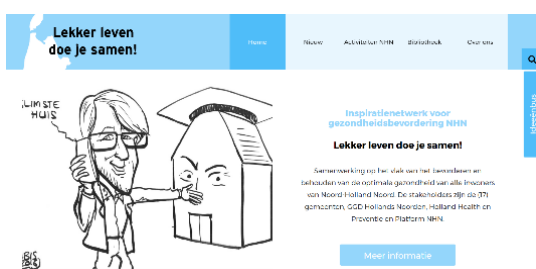 Lekker leven
doe je samen!
Home Nieuw Activiteiten NHN Bibliotheek Over ons
Ideeënbus
SLIMSTE
HUIS
Inspiratienetwerk voor
gezondheidsbevordering NHN
Lekker leven doe je samen!
Samenwerking op het vlak van het bevorderen en
behouden van de optimale gezondheid van alle inwoners
van Noord-Holland Noord. De stakeholders zijn de (17)
gemeenten, GGD Hollands Noorden, Holland Health en
Preventie en Platform NHN.
Meer informatie